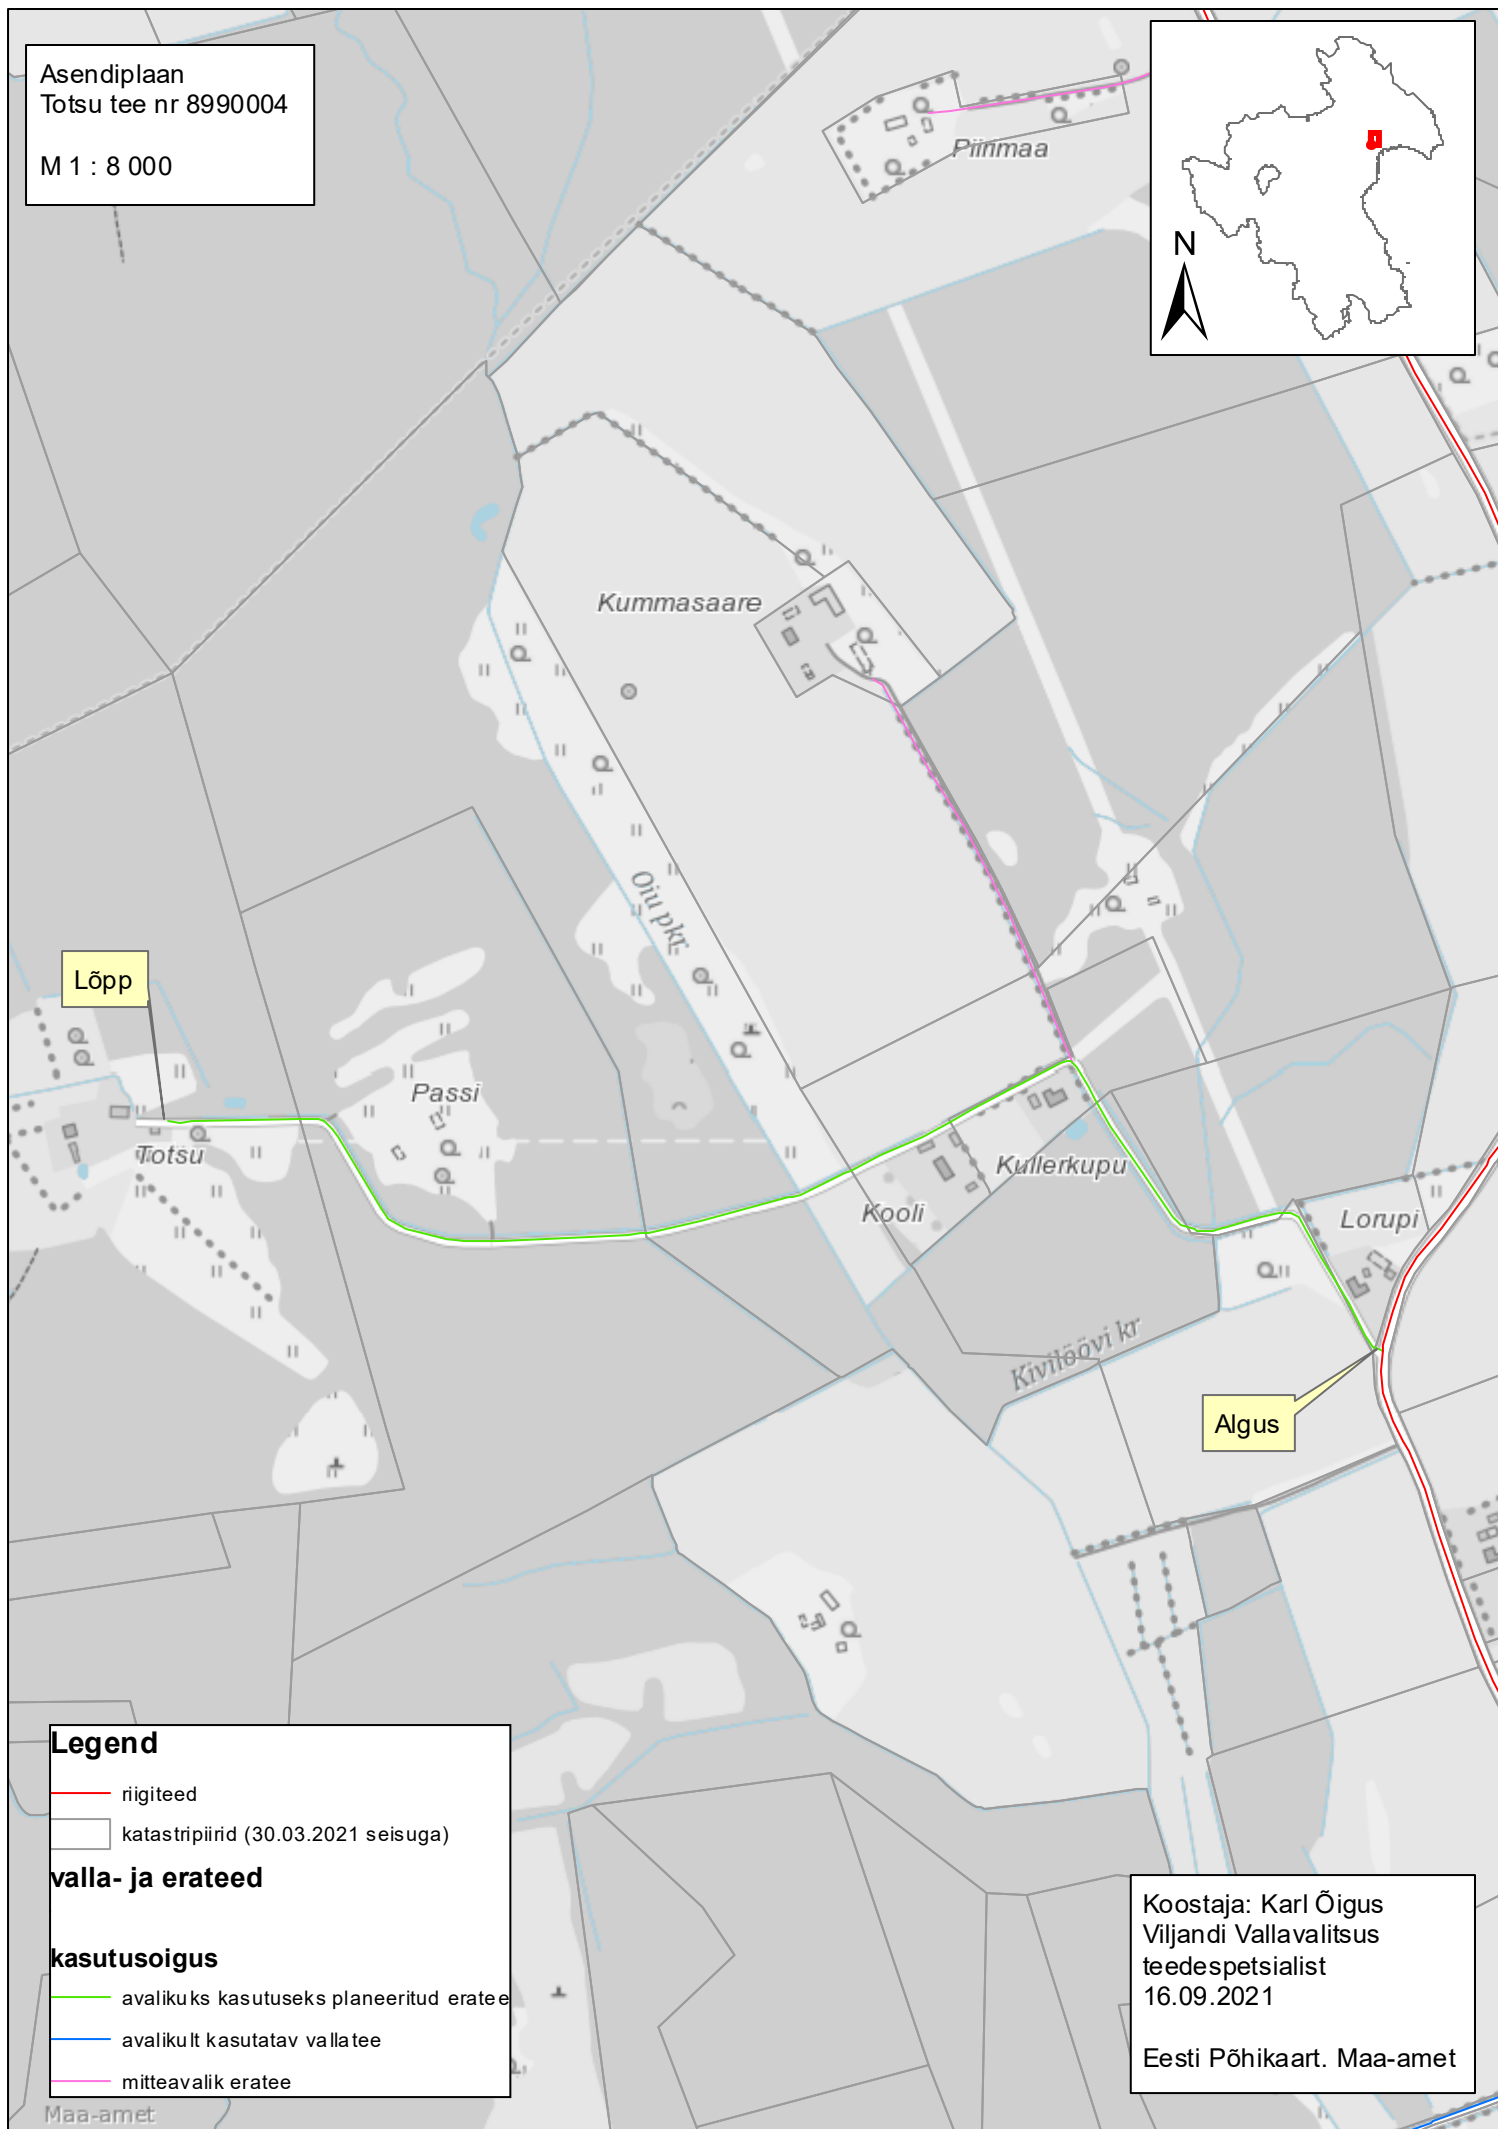 Asendiplaan
Totsu tee nr 8990004
M 1 : 8 000
N
Piirimaa
Kummasaare
Oiu pkr.
Lõpp
Passi
Totsu
Kullerkupu
Kooli
Lorupi
Kivilöövi kr
Algus
Legend
riigiteed
katastripiirid (30.03.2021 seisuga)
valla- ja erateed
kasutusoigus
avalikuks kasutuseks planeeritud eratee
avalikult kasutatav vallatee
mitteavalik eratee
Maa-amet
Koostaja: Karl Õigus
Viljandi Vallavalitsus
teedespetsialist
16.09.2021
Eesti Põhikaart. Maa-amet